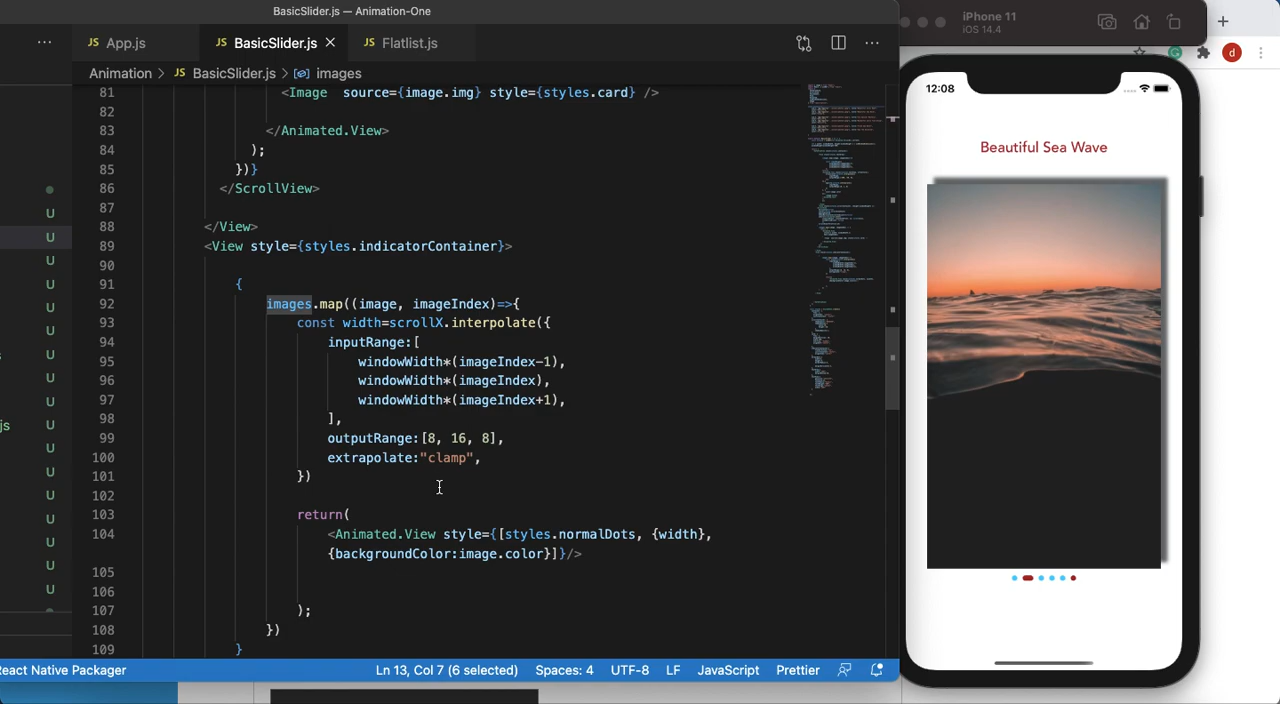 BasicSlider.js — Animation-One
iPhone 11
iOS 14.4
d
... JS App.js JS BasicSlider.js JS Flatlist.js
Animation > JS BasicSlider.js > images
81 <Image  source={image.img} style={styles.card} />
82
83 </Animated.View>
84 );
85 })}
86 </ScrollView>
87
88 </View>
89 <View style={styles.indicatorContainer}>
90
91 {
92 images.map((image, imageIndex)=>{
93 const width=scrollX.interpolate({
94 inputRange:[
95 windowWidth*(imageIndex-1),
96 windowWidth*(imageIndex),
97 windowWidth*(imageIndex+1),
98 ],
99 outputRange:[8, 16, 8],
100 extrapolate:"clamp",
101 })
102
103 return(
104 <Animated.View style={[styles.normalDots, {width},
{backgroundColor:image.color}]}/>
105
106
107 );
108 })
109 }
U
U
U
U
U
U
U
U
js U
U
U
U
U
U
U
U
s
React Native Packager
Ln 13, Col 7 (6 selected) Spaces: 4 UTF-8 LF JavaScript Prettier
12:08
Beautiful Sea Wave